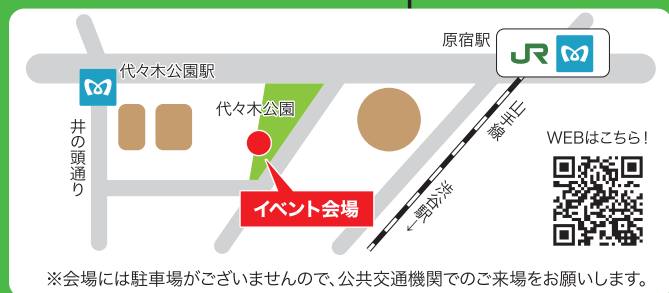 原宿駅
JR
代々木公園駅
代々木公園
井の頭通り
山手線
渋谷駅→
WEBはこちら!
イベント会場
※会場には駐車場がございませんので、公共交通機関でのご来場をお願いします。